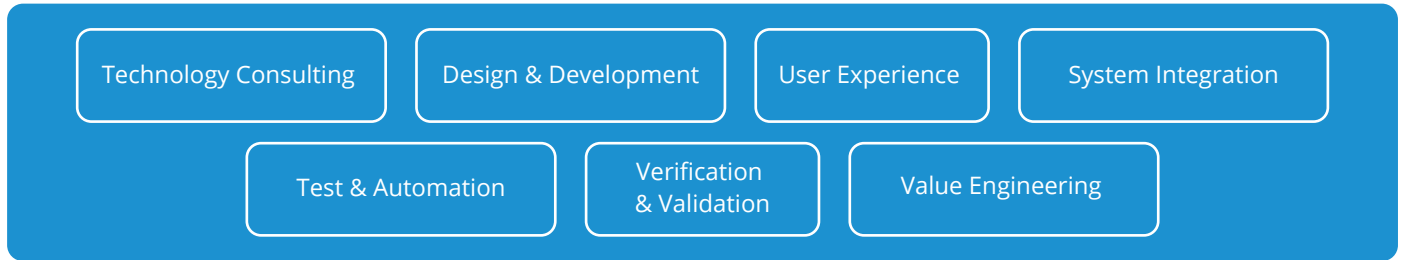 Technology Consulting
Design & Development
User Experience
System Integration
Test & Automation
Verification
& Validation
Value Engineering